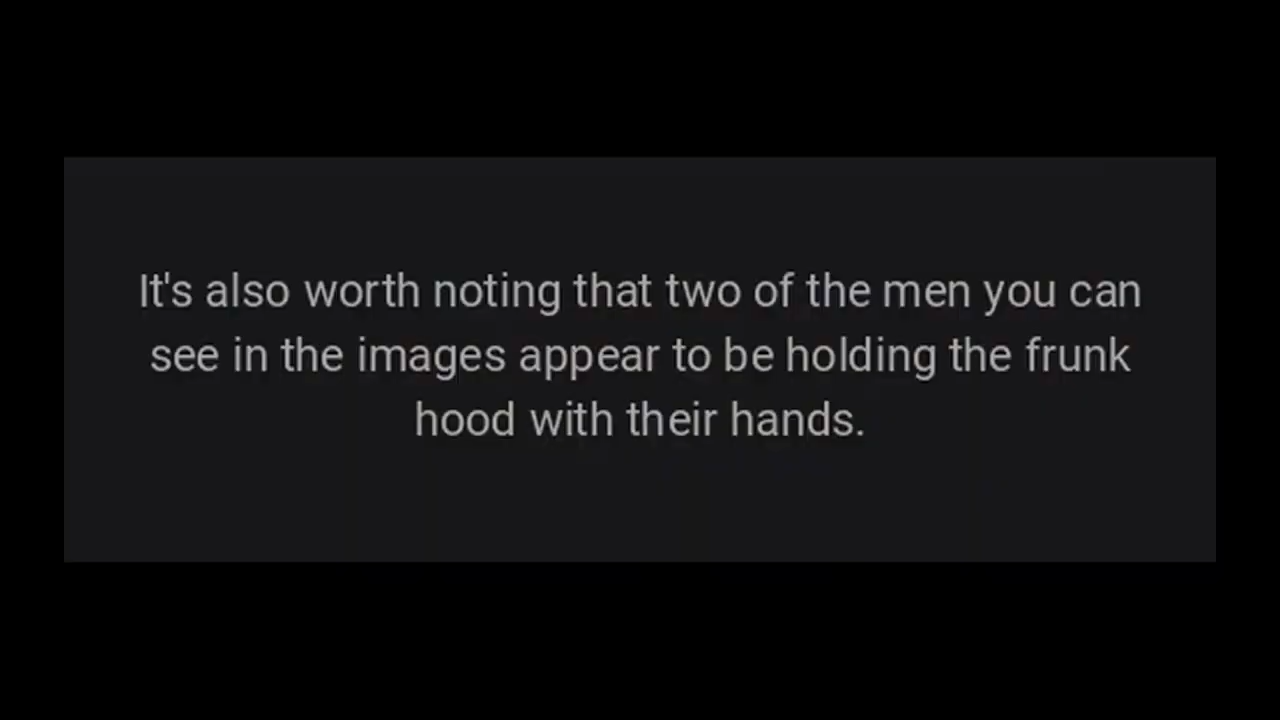 It's also worth noting that two of the men you can
see in the images appear to be holding the frunk
hood with their hands.